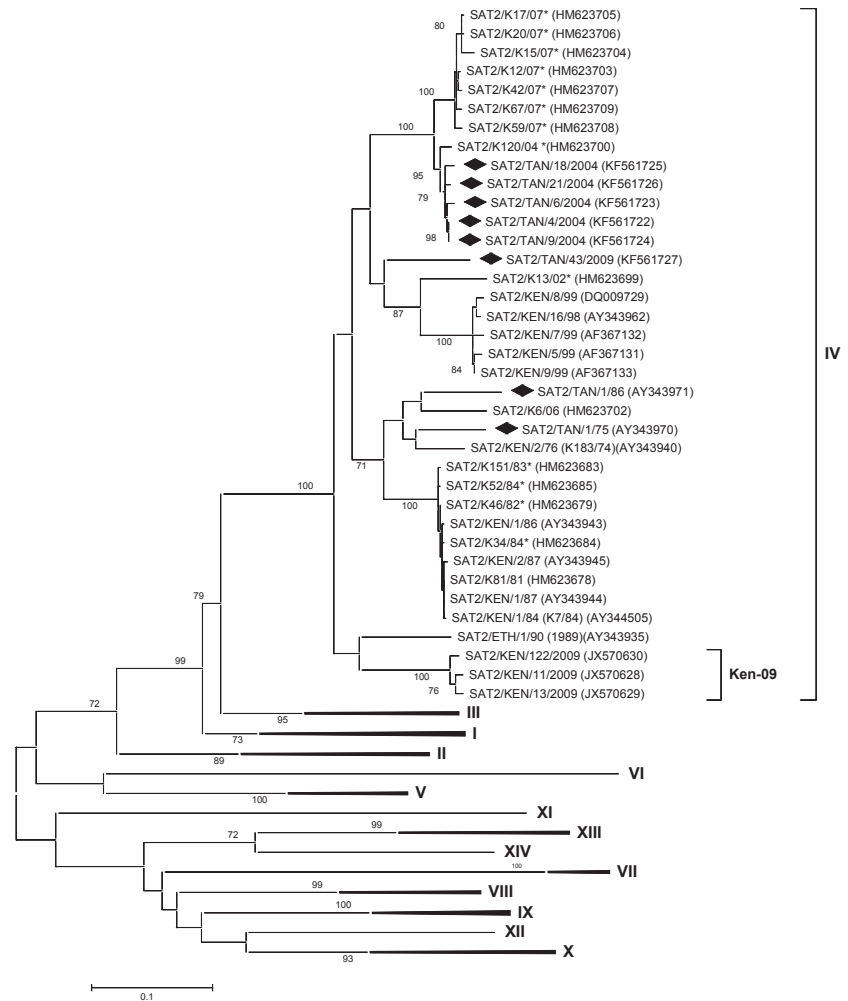 80
SAT2/K17/07* (HM623705)
SAT2/K20/07* (HM623706)
SAT2/K15/07* (HM623704)
SAT2/K12/07* (HM623703)
100
SAT2/K42/07* (HM623707)
SAT2/K67/07* (HM623709)
100
SAT2/K59/07* (HM623708)
SAT2/K120/04 *(HM623700)
95
SAT2/TAN/18/2004 (KF561725)
SAT2/TAN/21/2004 (KF561726)
79
SAT2/TAN/6/2004 (KF561723)
SAT2/TAN/4/2004 (KF561722)
98
SAT2/TAN/9/2004 (KF561724)
SAT2/TAN/43/2009 (KF561727)
SAT2/K13/02* (HM623699)
87
SAT2/KEN/8/99 (DQ009729)
SAT2/KEN/16/98 (AY343962)
100
SAT2/KEN/7/99 (AF367132)
SAT2/KEN/5/99 (AF367131)
84
SAT2/KEN/9/99 (AF367133)
IV
SAT2/TAN/1/86 (AY343971)
SAT2/K6/06 (HM623702)
SAT2/TAN/1/75 (AY343970)
SAT2/KEN/2/76 (K183/74)(AY343940)
71
SAT2/K151/83* (HM623683)
SAT2/K52/84* (HM623685)
100
SAT2/K46/82* (HM623679)
SAT2/KEN/1/86 (AY343943)
SAT2/K34/84* (HM623684)
SAT2/KEN/2/87 (AY343945)
SAT2/K81/81 (HM623678)
SAT2/KEN/1/87 (AY343944)
SAT2/KEN/1/84 (K7/84) (AY344505)
100
SAT2/ETH/1/90 (1989)(AY343935)
SAT2/KEN/122/2009 (JX570630)
100
SAT2/KEN/11/2009 (JX570628)
76
SAT2/KEN/13/2009 (JX570629)
Ken-09
79
95
III
99
73
I
72
89
II
VI
100
V
XI
99
XIII
72
XIV
100
VII
99
VIII
100
IX
XII
93
X
0.1